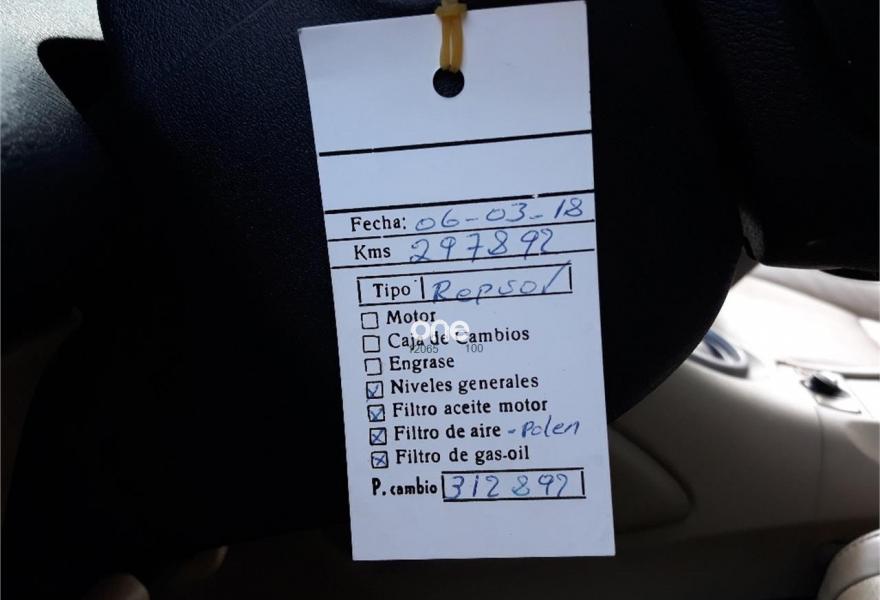 Fecha: 06-03-18
Kms 297892
Tipo Repsol
Motor
one
Caja de Cambios
12065 100
Engrase
Niveles generales
Filtro aceite motor
Filtro de aire - Polen
Filtro de gas-oil
P. cambio 312892